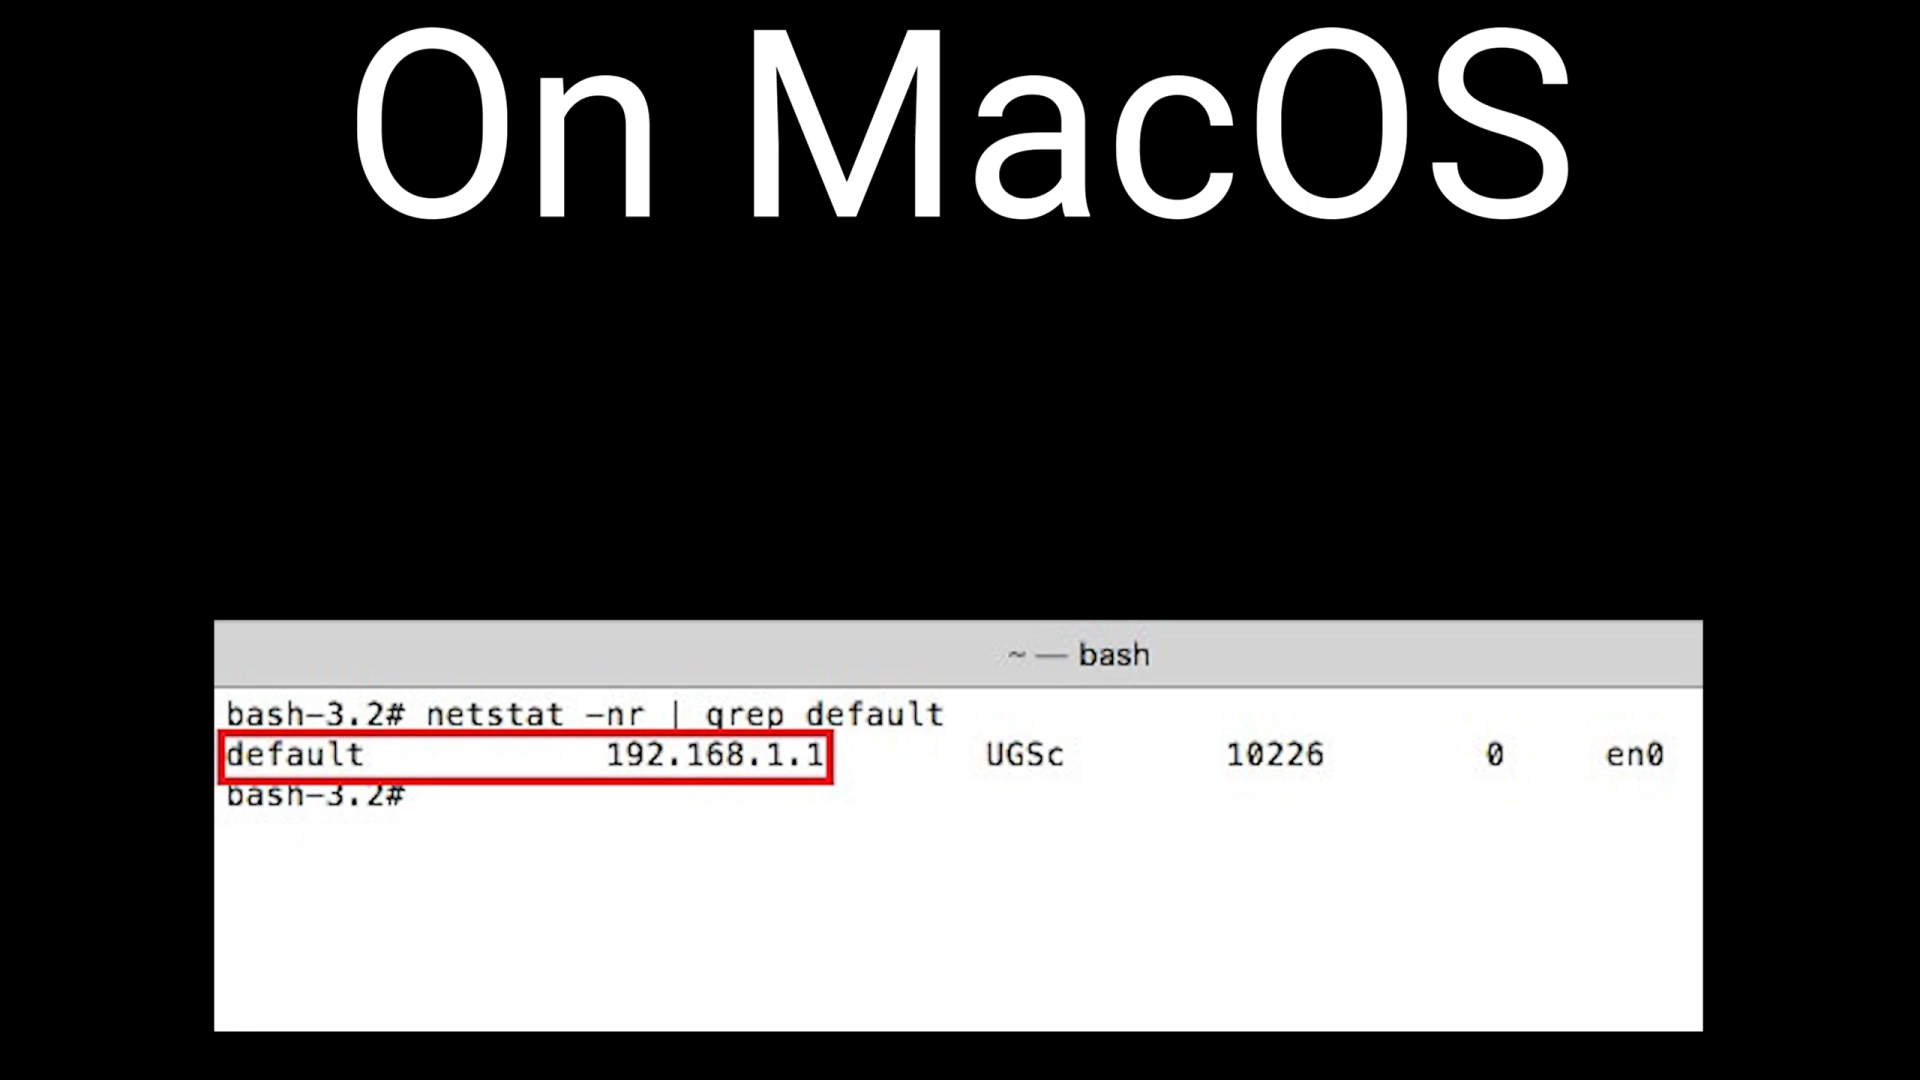 On MacOS
~ — bash
bash-3.2# netstat -nr | grep default
default 192.168.1.1 UGSc 10226 0 en0
bash-3.2#